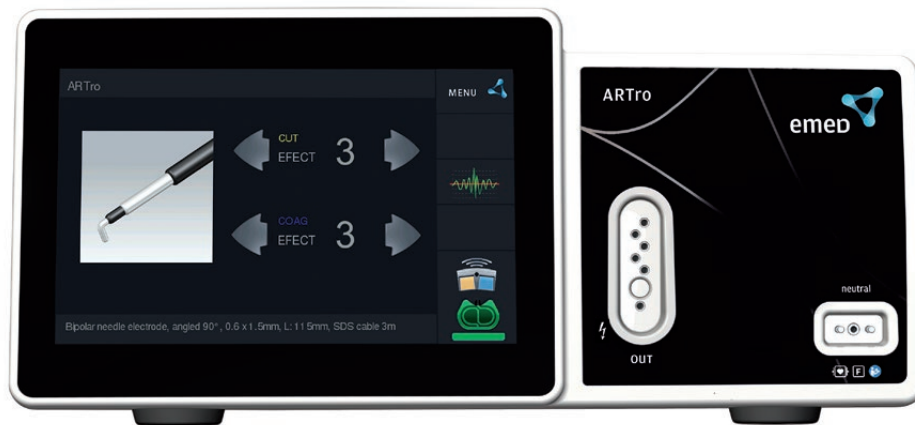 ARTro
MENU
CUT
EFECT 3
COAG
EFFECT 3
Bipolar needle electrode, angled 90°, 0.6 x 1.5mm, L: 115mm, SDS cable 3m
ARTro
emed
OUT
neutral
F